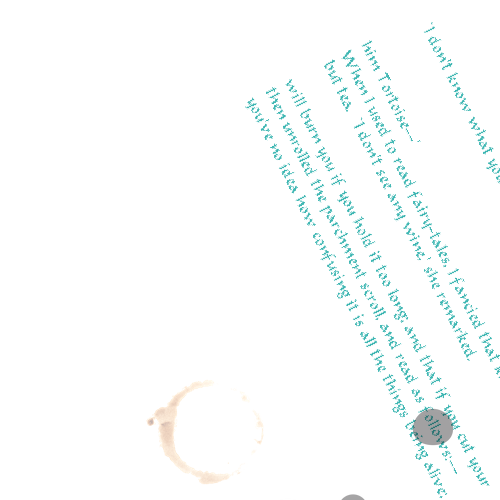 'I don't know what you
him Tortoise—'
When I used to read fairy-tales, I fancied that
but tea. 'I don't see any wine,' she remarked.
will burn you if you hold it too long; and that if you cut your
then unrolled the parchment scroll, and read as follows:—
you've no idea how confusing it is all the things being alive;